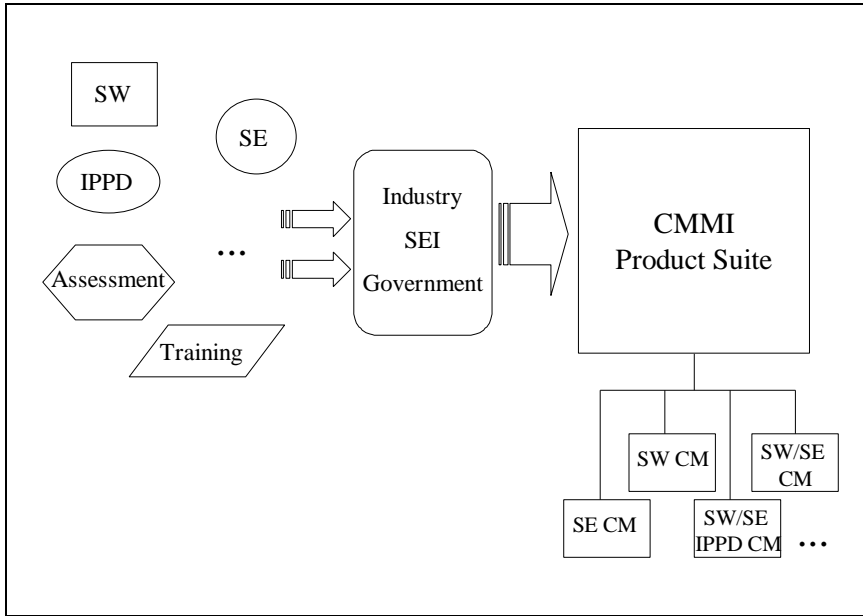 SW
SE
IPPD
Assessment
...
Training
Industry
SEI
Government
CMMI
Product Suite
SW CM
SW/SE
CM
SE CM
SW/SE
IPPD CM
...